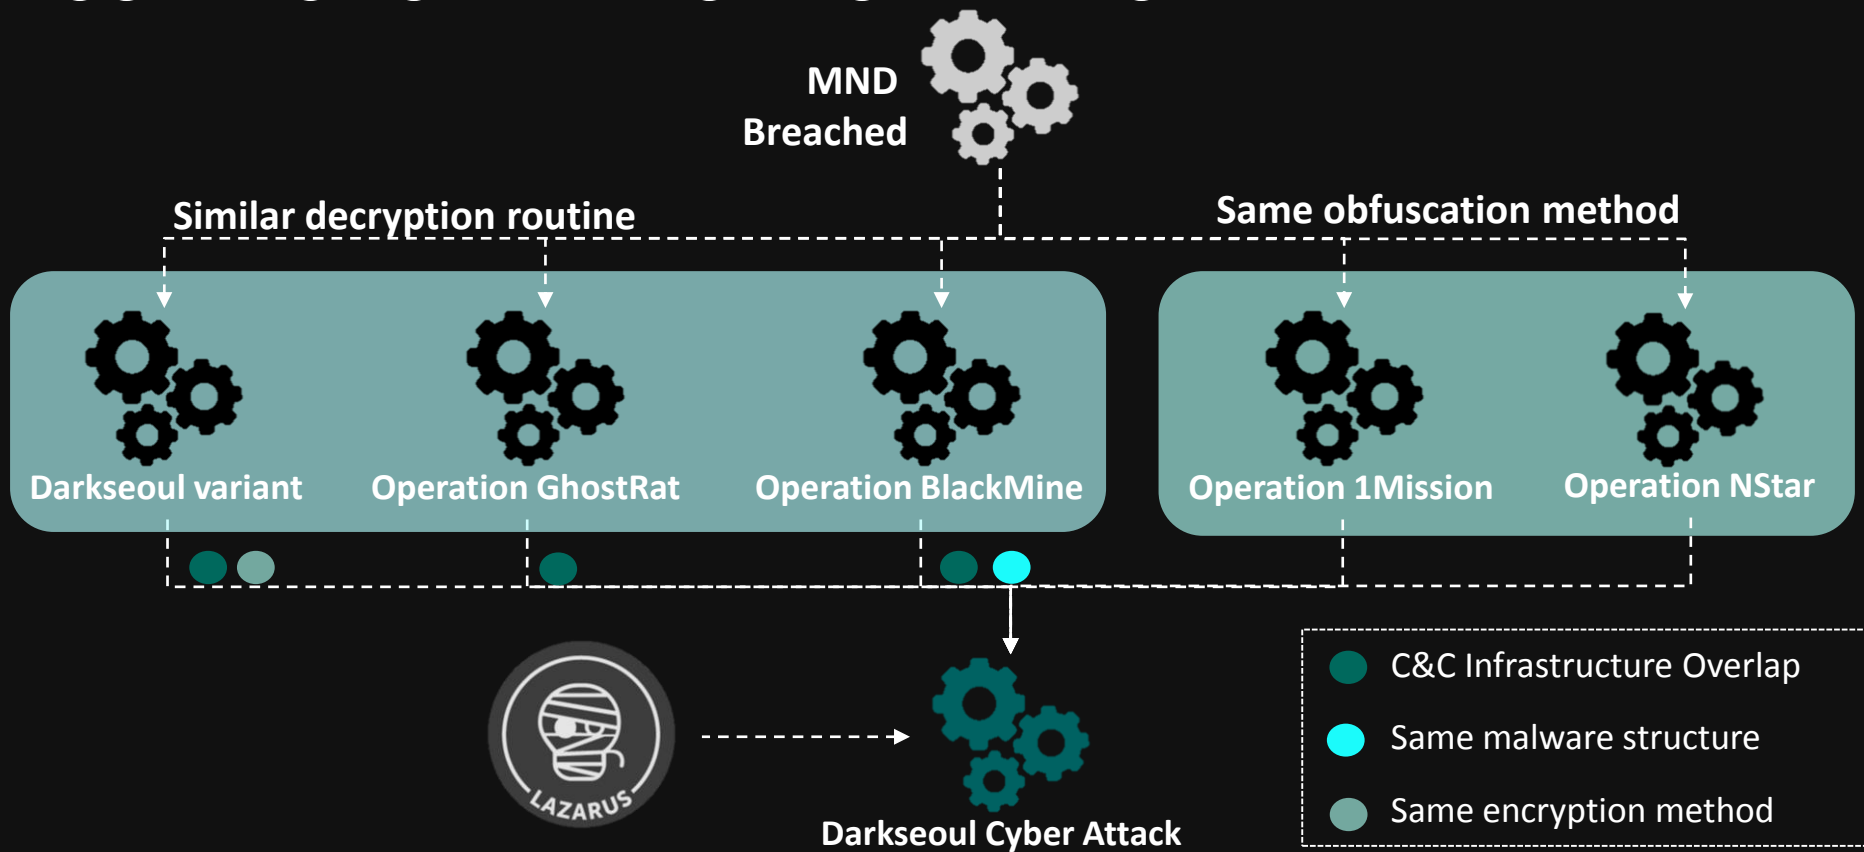 MND
Breached
Similar decryption routine
Same obfuscation method
Darkseoul variant
Operation GhostRat
Operation BlackMine
Operation 1Mission
Operation NStar
LAZARUS
Darkseoul Cyber Attack
C&C Infrastructure Overlap
Same malware structure
Same encryption method